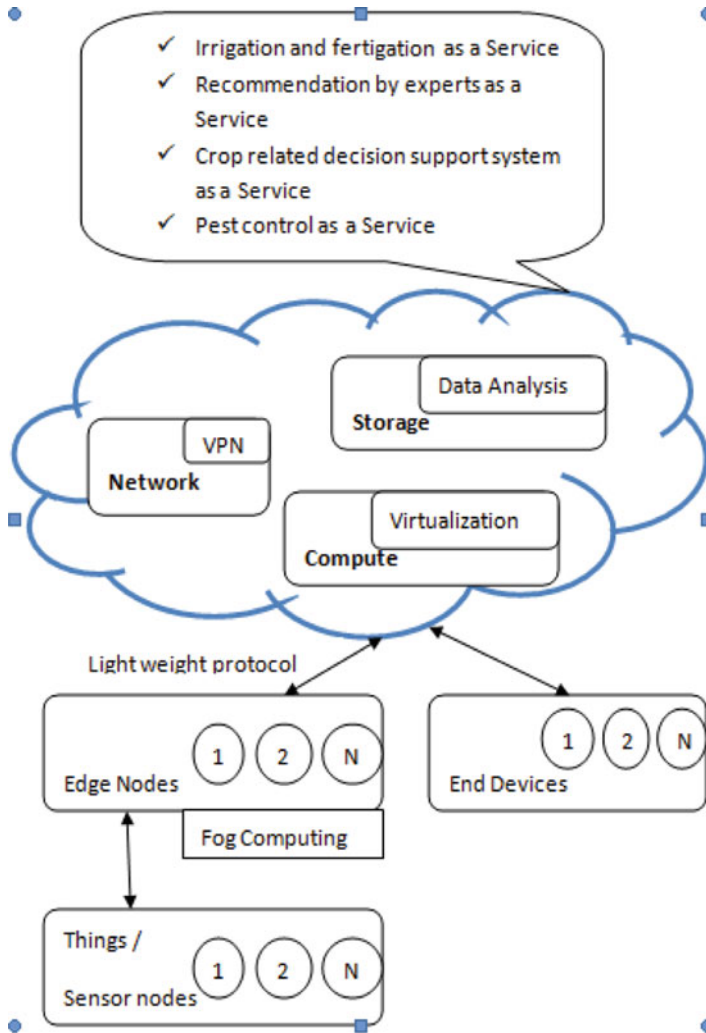 ✓ Irrigation and fertigation as a Service
✓ Recommendation by experts as a
Service
✓ Crop related decision support system
as a Service
✓ Pest control as a Service
Data Analysis
Storage
VPN
Network
Virtualization
Compute
Light weight protocol
1 2 N
Edge Nodes
1 2 N
End Devices
Fog Computing
Things /
1 2 N
Sensor nodes